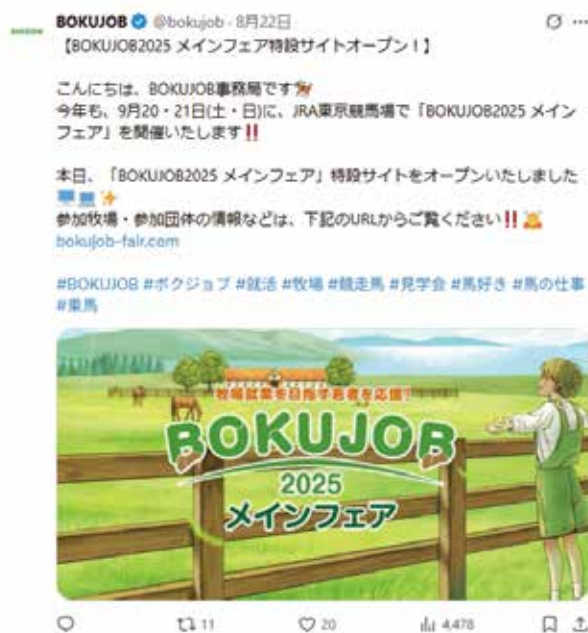 BOKUJOB @bokujob · 8月22日
【BOKUJOB2025 メインフェア特設サイトオープン！】
こんにちは、BOKUJOB事務局です🏇
今年も、9月20・21日(土・日)に、JRA東京競馬場で「BOKUJOB2025 メイン
フェア」を開催いたします‼️
本日、「BOKUJOB2025 メインフェア」特設サイトをオープンいたしました
参加牧場・参加団体の情報などは、下記のURLからご覧ください‼️
bokujob-fair.com
#BOKUJOB #ボクジョブ #就活 #牧場 #競走馬 #見学会 #馬好き #馬の仕事
#乗馬
牧場就業を目指す若者を応援!
BOKUJOB
2025
メインフェア
11 20 4,478